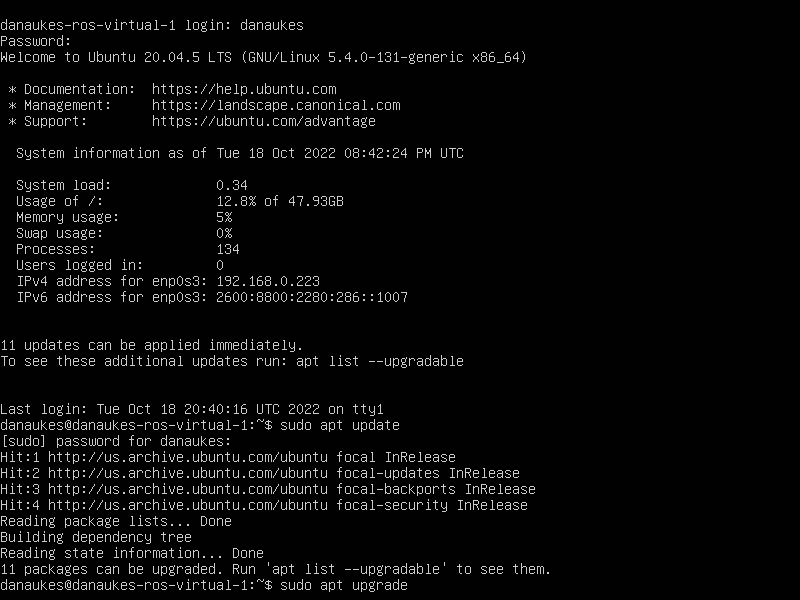 danaukes-ros-virtual-1 login: danaukes
Password:
Welcome to Ubuntu 20.04.5 LTS (GNU/Linux 5.4.0-131-generic x86_64)

 * Documentation:  https://help.ubuntu.com
 * Management:     https://landscape.canonical.com
 * Support:        https://ubuntu.com/advantage

  System information as of Tue 18 Oct 2022 08:42:24 PM UTC

  System load:             0.34
  Usage of /:              12.8% of 47.93GB
  Memory usage:            5%
  Swap usage:              0%
  Processes:               134
  Users logged in:         0
  IPv4 address for enp0s3: 192.168.0.223
  IPv6 address for enp0s3: 2600:8800:2280:286::1007

11 updates can be applied immediately.
To see these additional updates run: apt list --upgradable

Last login: Tue Oct 18 20:40:16 UTC 2022 on tty1
danaukes@danaukes-ros-virtual-1:~$ sudo apt update
[sudo] password for danaukes:
Hit:1 http://us.archive.ubuntu.com/ubuntu focal InRelease
Hit:2 http://us.archive.ubuntu.com/ubuntu focal-updates InRelease
Hit:3 http://us.archive.ubuntu.com/ubuntu focal-backports InRelease
Hit:4 http://us.archive.ubuntu.com/ubuntu focal-security InRelease
Reading package lists... Done
Building dependency tree
Reading state information... Done
11 packages can be upgraded. Run 'apt list --upgradable' to see them.
danaukes@danaukes-ros-virtual-1:~$ sudo apt upgrade